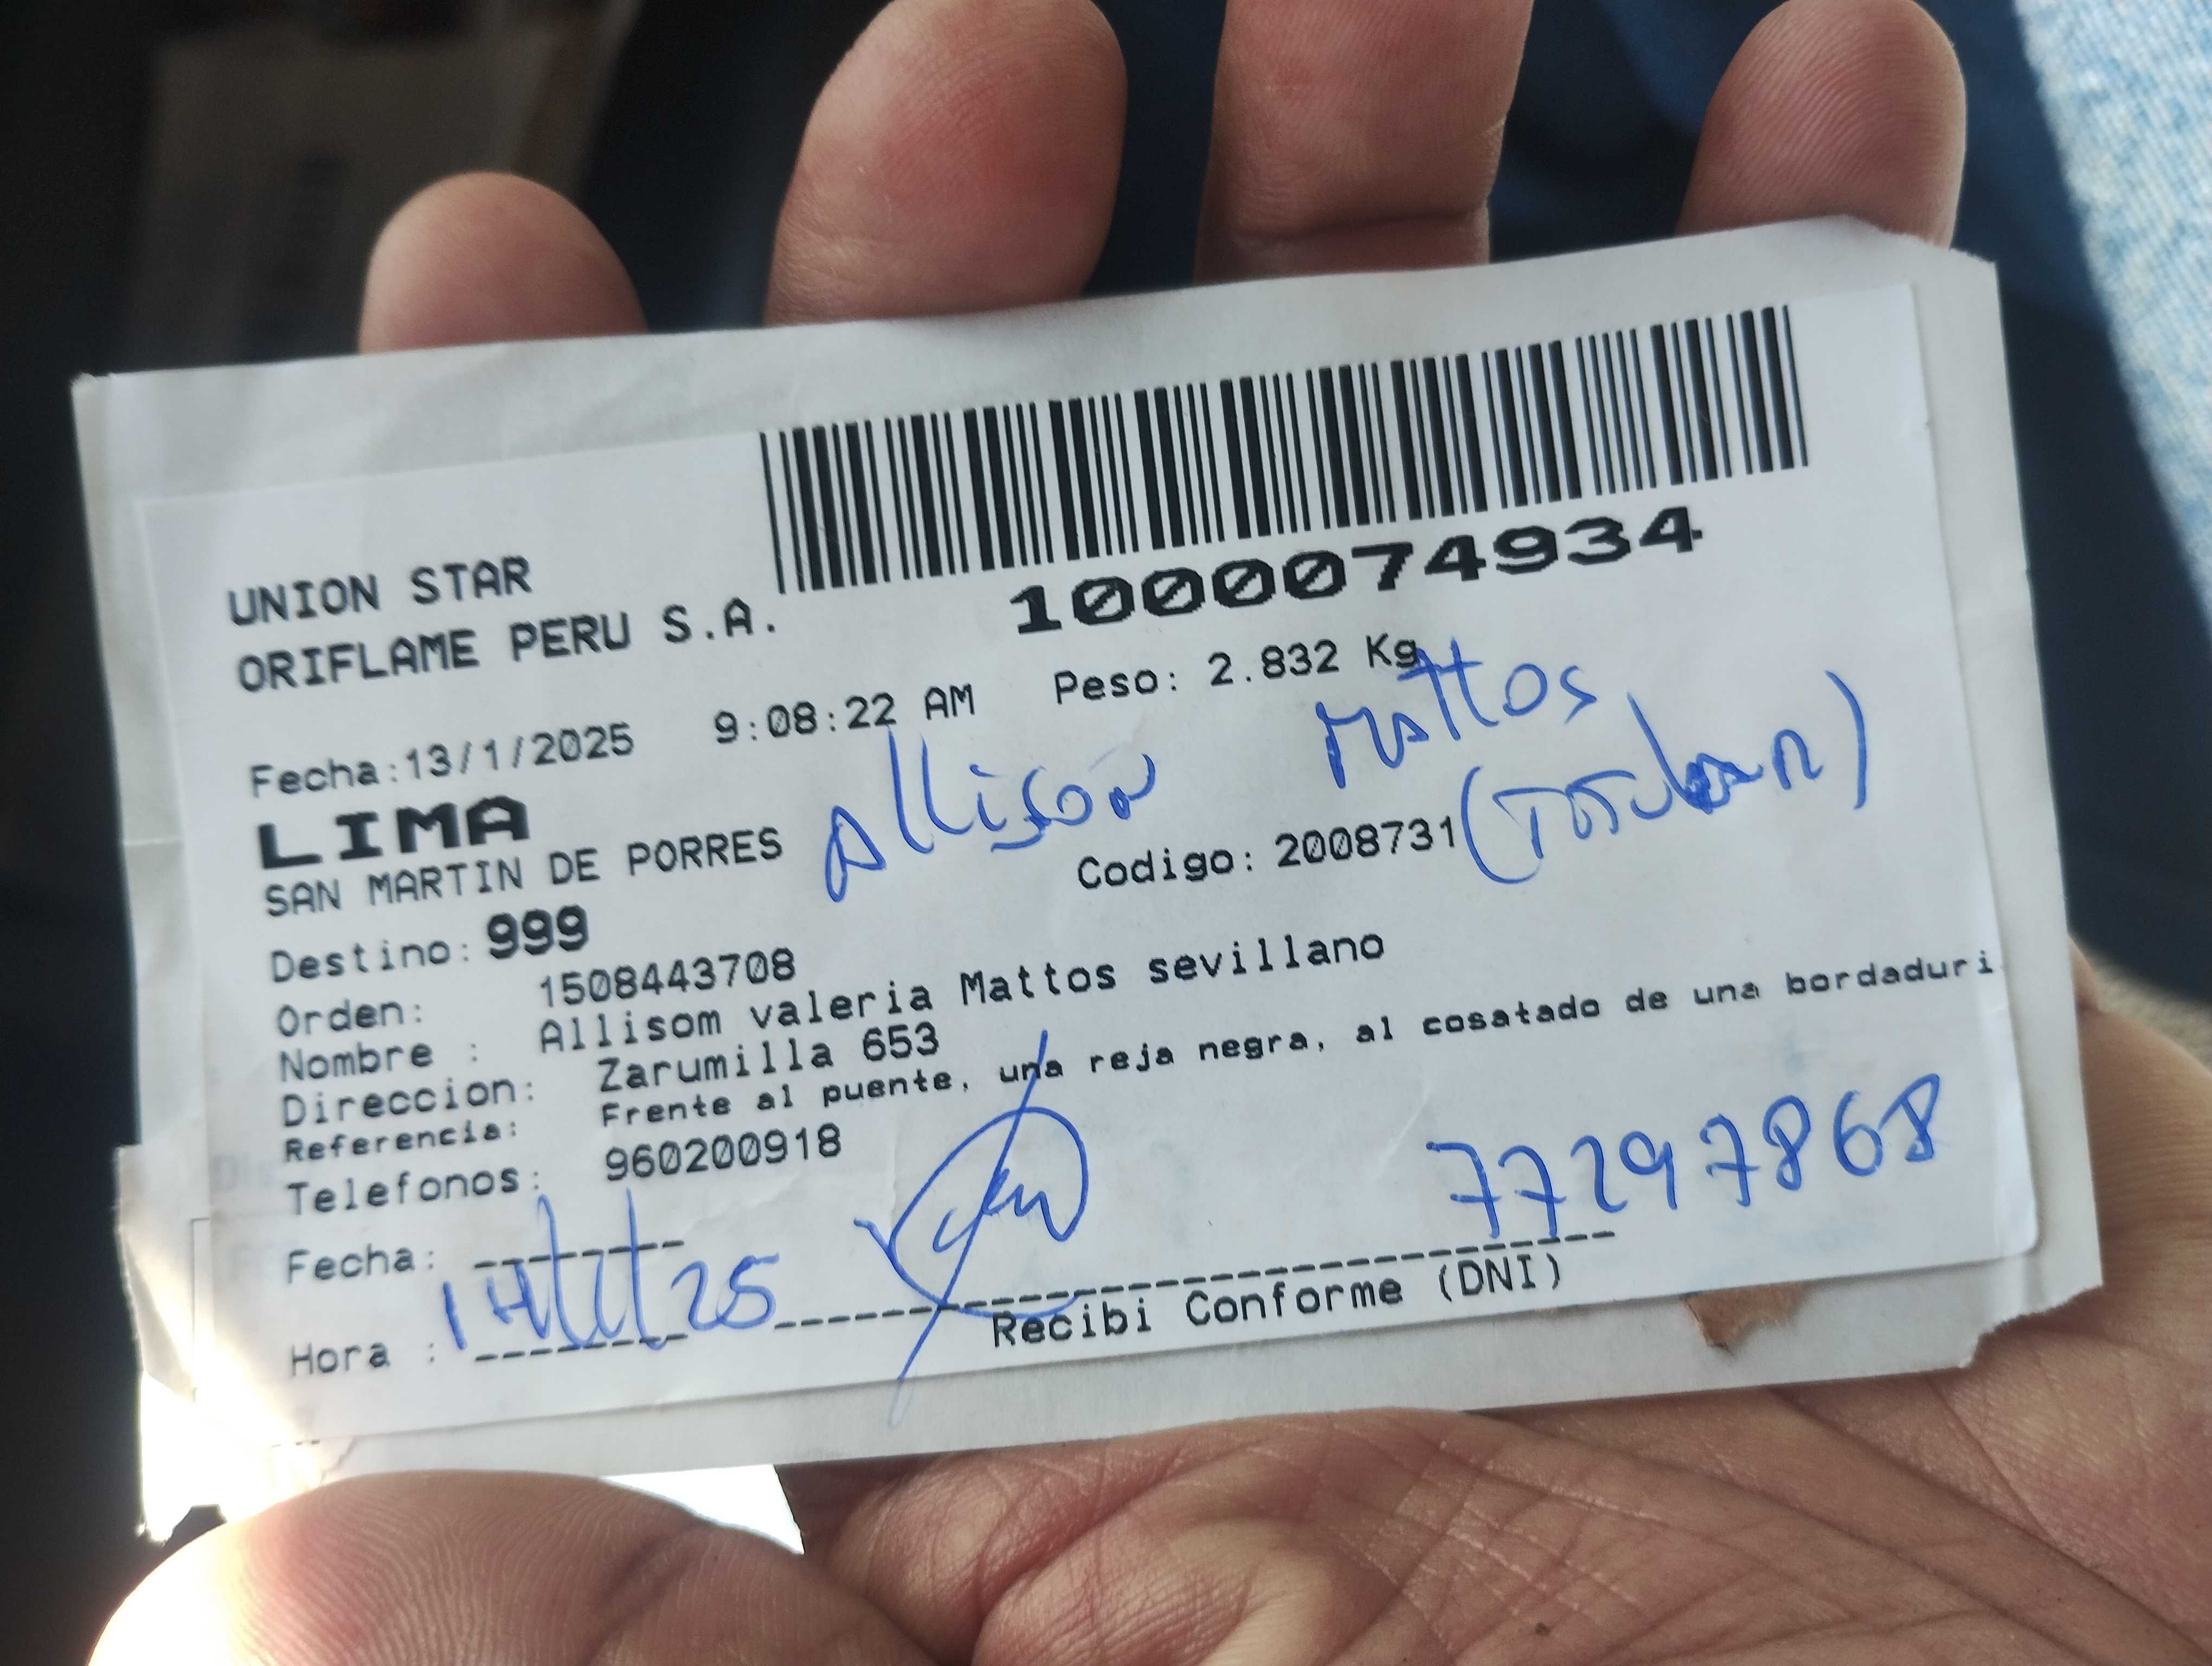 UNION STAR
ORIFLAME PERU S.A.
1000074934
Fecha:13/1/2025 9:08:22 AM Peso: 2.832 Kg
LIMA
Allison Mattos
SAN MARTIN DE PORRES
Codigo: 2008731
Destino: 999
Orden: 1508443708
Nombre : Allisom valeria Mattos sevillano
Direccion: Zarumilla 653
Referencia: Frente al puente, una reja negra, al cosatado de una bordaduri
Telefonos: 960200918
77297868
Fecha: 14/1/25
Hora :
Recibi Conforme (DNI)